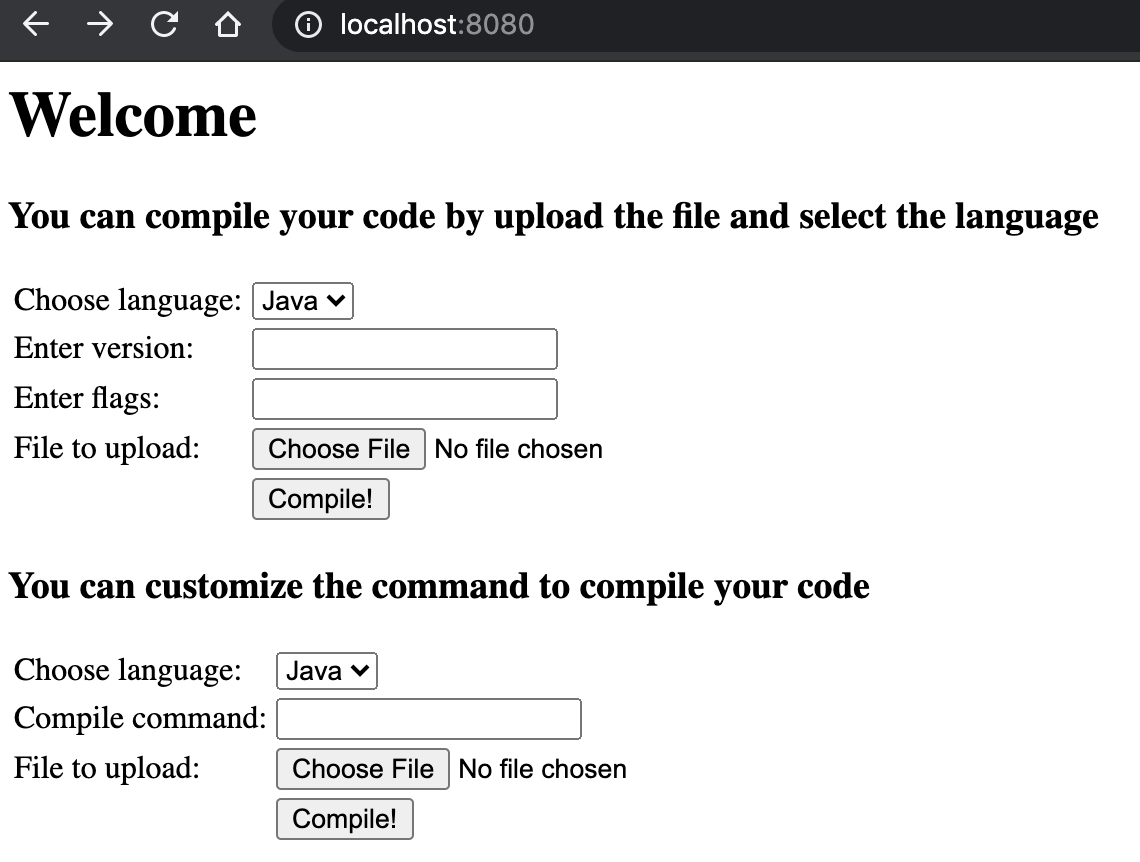 localhost:8080
Welcome
You can compile your code by upload the file and select the language
Choose language: Java
Enter version:
Enter flags:
File to upload: Choose File No file chosen
Compile!
You can customize the command to compile your code
Choose language: Java
Compile command:
File to upload: Choose File No file chosen
Compile!